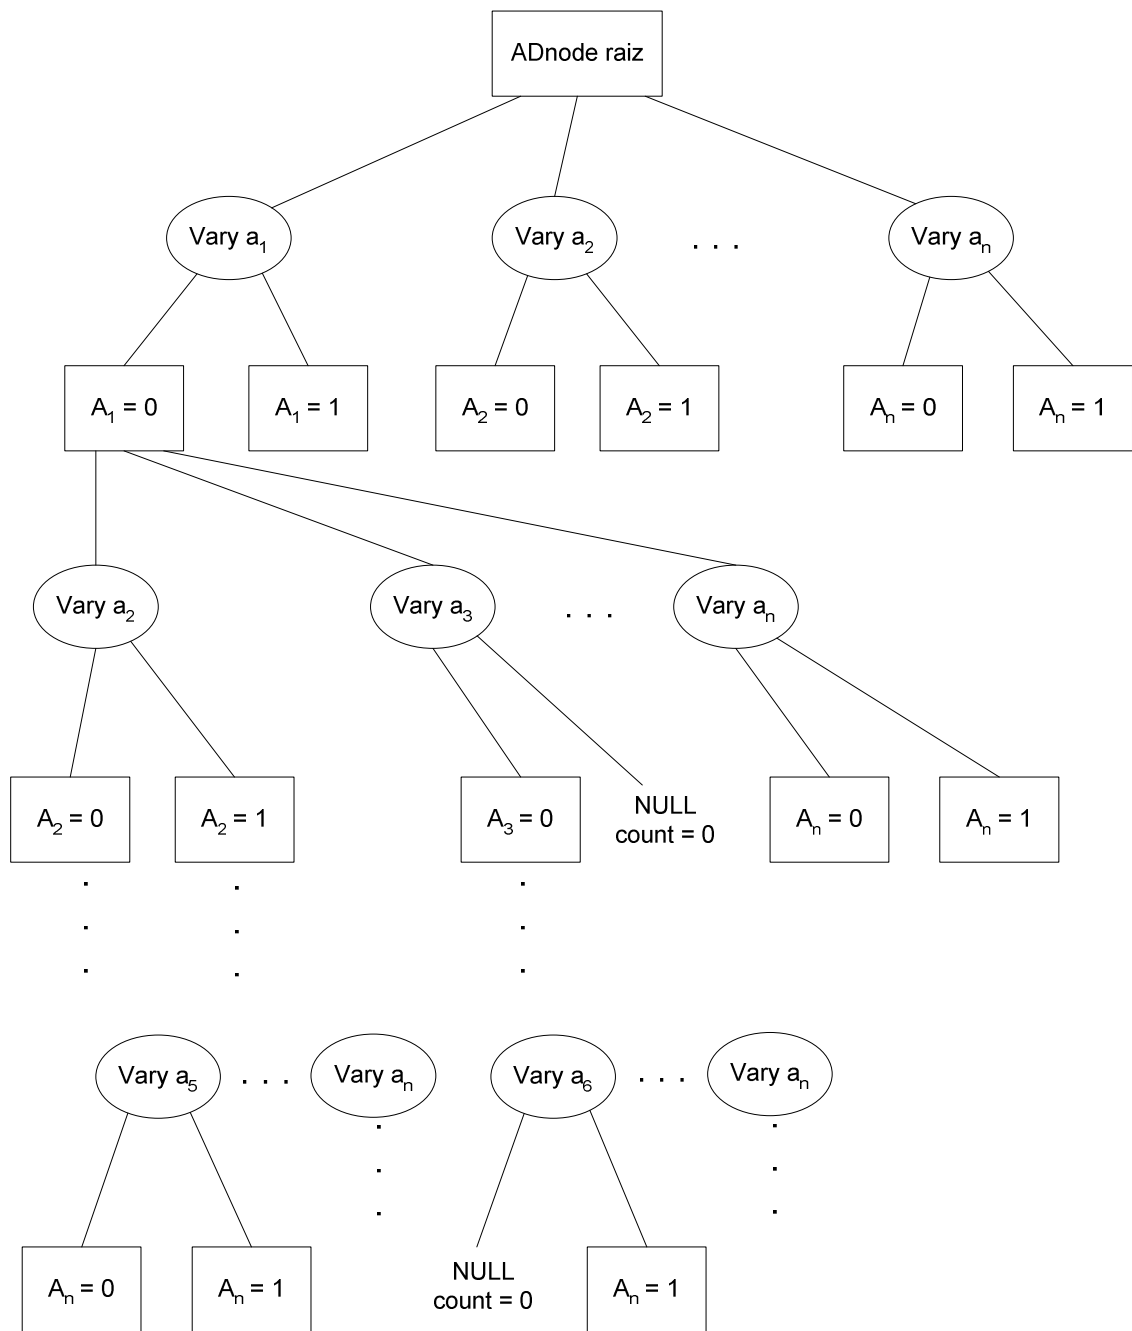 ADnode raiz
Vary a₁
Vary a₂
. . .
Vary aₙ
A₁ = 0
A₁ = 1
A₂ = 0
A₂ = 1
Aₙ = 0
Aₙ = 1
Vary a₂
Vary a₃
. . .
Vary aₙ
A₂ = 0
A₂ = 1
A₃ = 0
NULL
count = 0
Aₙ = 0
Aₙ = 1
Vary a₅
. . .
Vary aₙ
Vary a₆
. . .
Vary aₙ
Aₙ = 0
Aₙ = 1
NULL
count = 0
Aₙ = 1